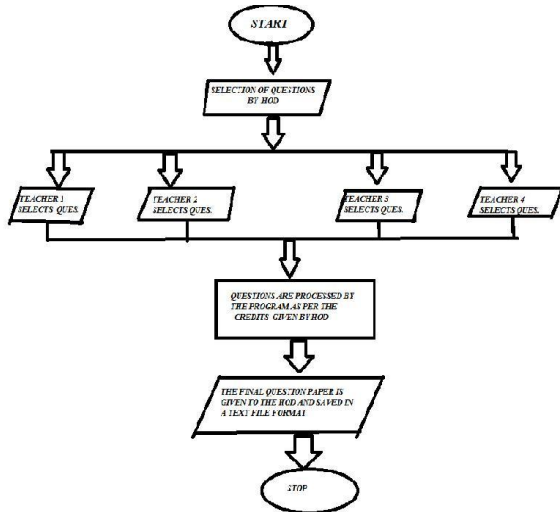 START
SELECTION OF QUESTIONS
BY HOD
TEACHER 1
SELECTS QUES.
TEACHER 2
SELECTS QUES.
TEACHER 3
SELECTS QUES.
TEACHER 4
SELECTS QUES.
QUESTIONS ARE PROCESSED BY
THE PROGRAM AS PER THE
CREDITS GIVEN BY HOD
THE FINAL QUESTION PAPER IS
GIVEN TO THE HOD AND SAVED IN
A TEXT FILE FORMAT
STOP